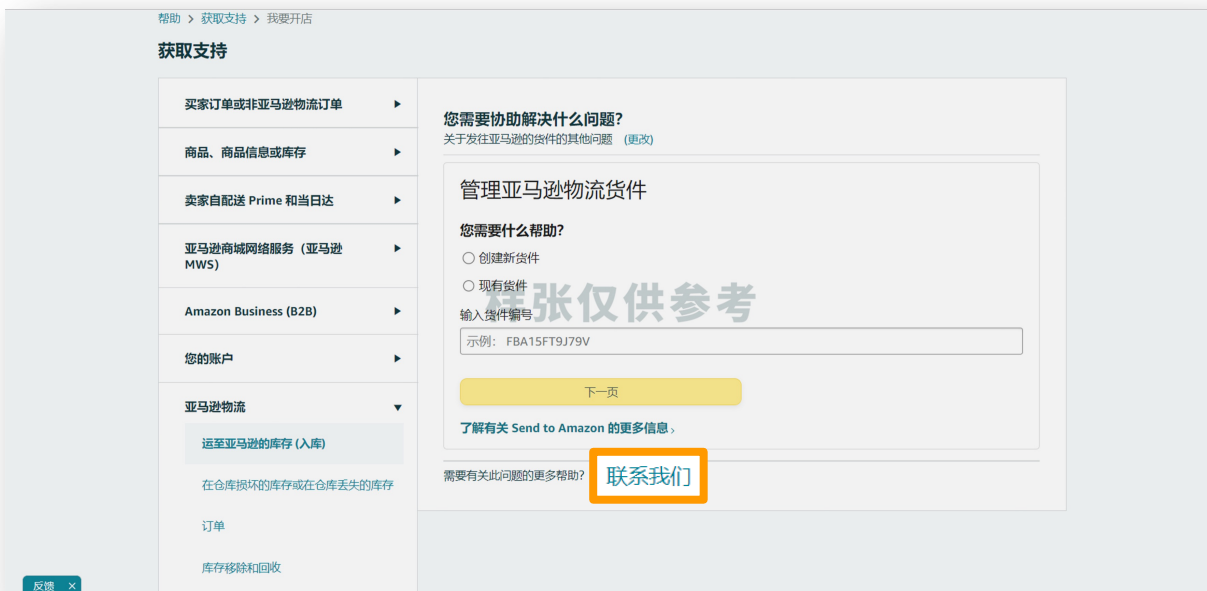 帮助 > 获取支持 > 我要开店
获取支持
买家订单或非亚马逊物流订单
商品、商品信息或库存
卖家自配送 Prime 和当日达
亚马逊商城网络服务（亚马逊
MWS）
Amazon Business (B2B)
您的账户
亚马逊物流
运至亚马逊的库存 (入库)
在仓库损坏的库存或在仓库丢失的库存
订单
库存移除和回收
您需要协助解决什么问题?
关于发往亚马逊的货件的其他问题 (更改)
管理亚马逊物流货件
您需要什么帮助?
创建新货件
现有货件
样张仅供参考
输入货件编号
示例： FBA15FT9J79V
下一页
了解有关 Send to Amazon 的更多信息 ›
需要有关此问题的更多帮助? 联系我们
反馈 ×